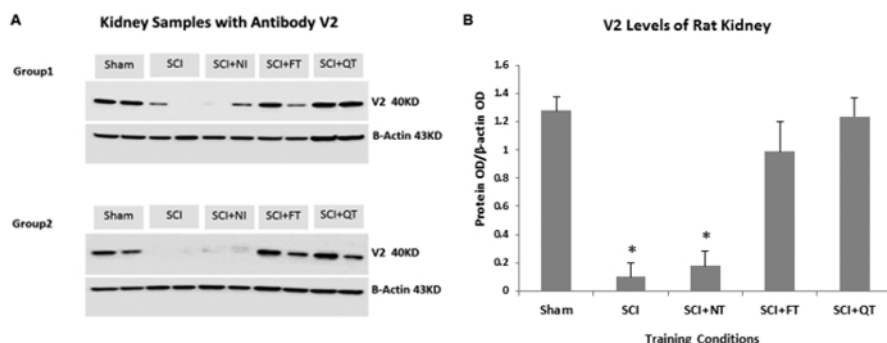 A
Kidney Samples with Antibody V2
Group1
Sham SCI SCI+NI SCI+FT SCI+QT
V2 40KD
B-Actin 43KD
Group2
Sham SCI SCI+NI SCI+FT SCI+QT
V2 40KD
B-Actin 43KD
B
V2 Levels of Rat Kidney
Protein OD/β-actin OD
1.6
1.4
1.2
1
0.8
0.6
0.4
0.2
0
* *
Sham SCI SCI+NT SCI+FT SCI+QT
Training Conditions